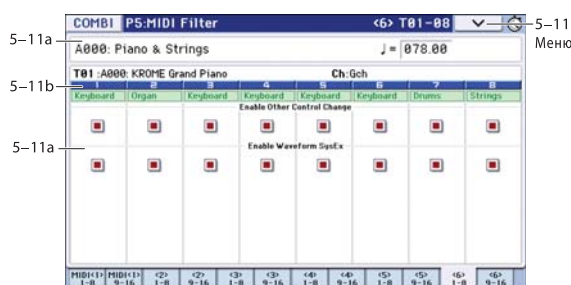 COMBI P5:MIDI Filter <6> T01-08
5–11
Меню
5–11a
A000: Piano & Strings ♩= 078.00
T01 :A000: KROME Grand Piano Ch:Gch
5–11b
1 2 3 4 5 6 7 8
Keyboard Organ Keyboard Keyboard Keyboard Keyboard Drums Strings
Enable Other Control Change
5–11a
Enable Waveform SysEx
MIDI<1> 1-8 MIDI<1> 9-16 <2> 1-8 <2> 9-16 <3> 1-8 <3> 9-16 <4> 1-8 <4> 9-16 <5> 1-8 <5> 9-16 <6> 1-8 <6> 9-16